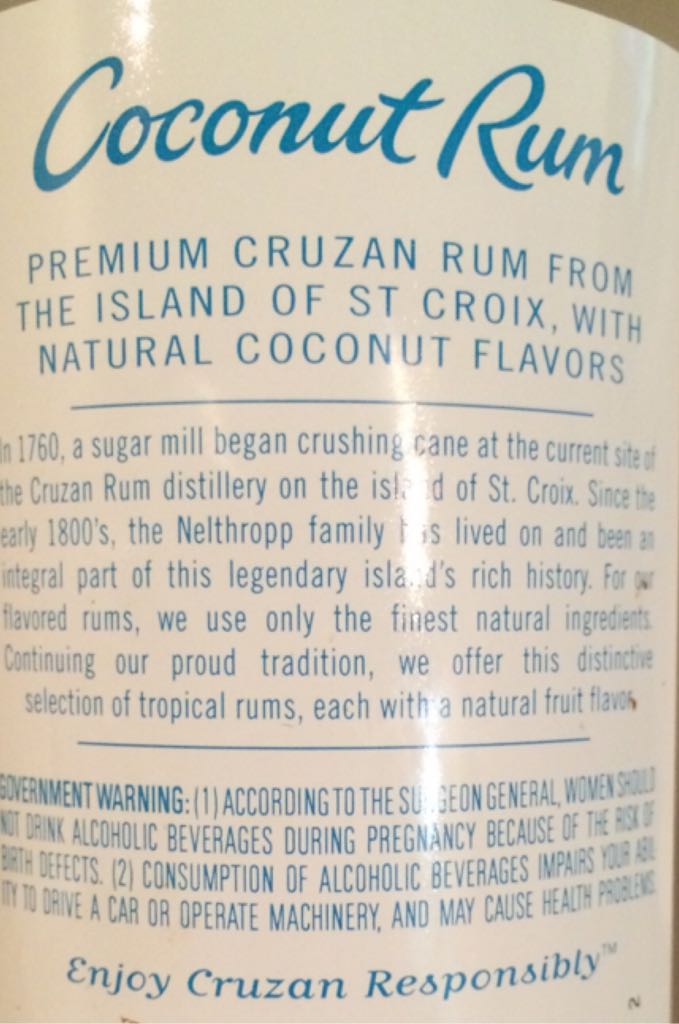 Coconut Rum
PREMIUM CRUZAN RUM FROM
THE ISLAND OF ST CROIX, WITH
NATURAL COCONUT FLAVORS
In 1760, a sugar mill began crushing cane at the current site of
the Cruzan Rum distillery on the island of St. Croix. Since the
early 1800's, the Nelthropp family has lived on and been an
integral part of this legendary island's rich history. For our
flavored rums, we use only the finest natural ingredients.
Continuing our proud tradition, we offer this distinctive
selection of tropical rums, each with a natural fruit flavor.
GOVERNMENT WARNING: (1) ACCORDING TO THE SURGEON GENERAL, WOMEN SHOULD
NOT DRINK ALCOHOLIC BEVERAGES DURING PREGNANCY BECAUSE OF THE RISK OF
BIRTH DEFECTS. (2) CONSUMPTION OF ALCOHOLIC BEVERAGES IMPAIRS YOUR ABIL
ITY TO DRIVE A CAR OR OPERATE MACHINERY, AND MAY CAUSE HEALTH PROBLEMS.
Enjoy Cruzan Responsibly™
N